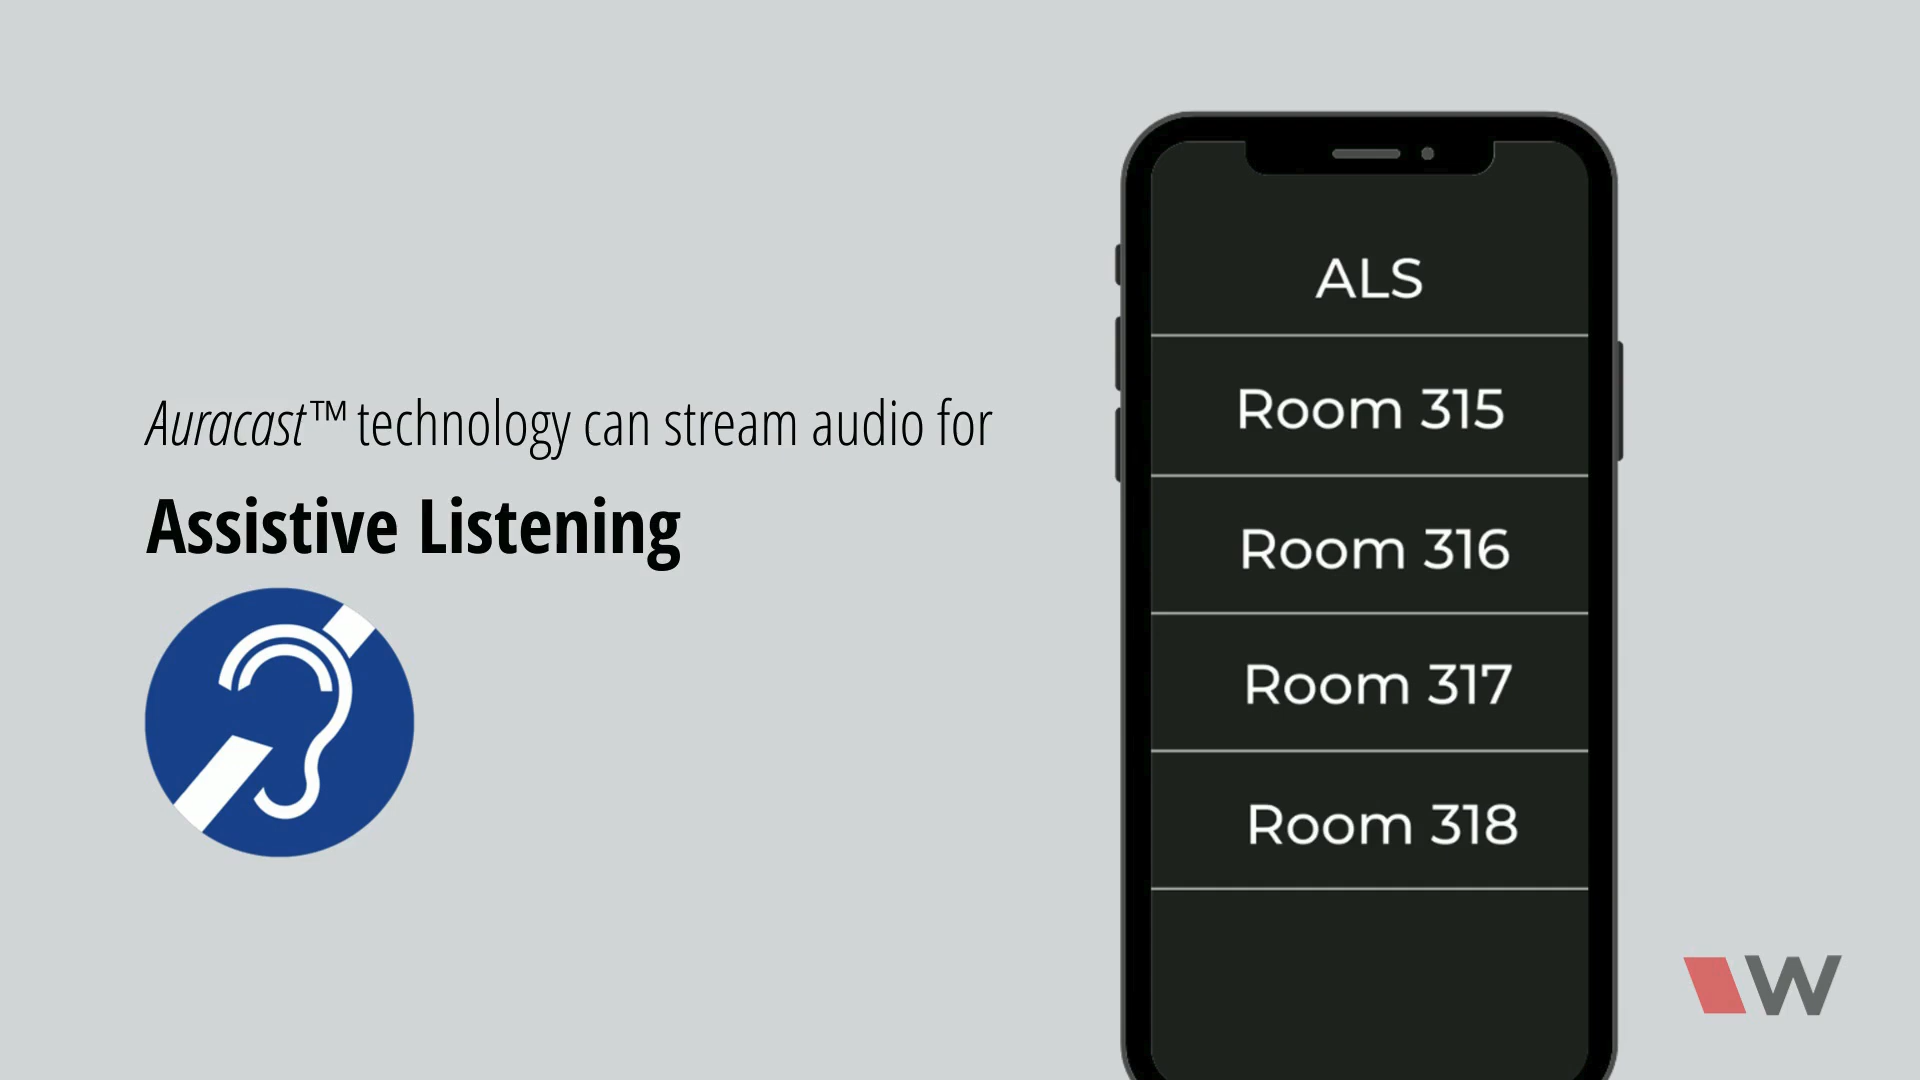 Auracast™ technology can stream audio for
Assistive Listening
ALS
Room 315
Room 316
Room 317
Room 318
W